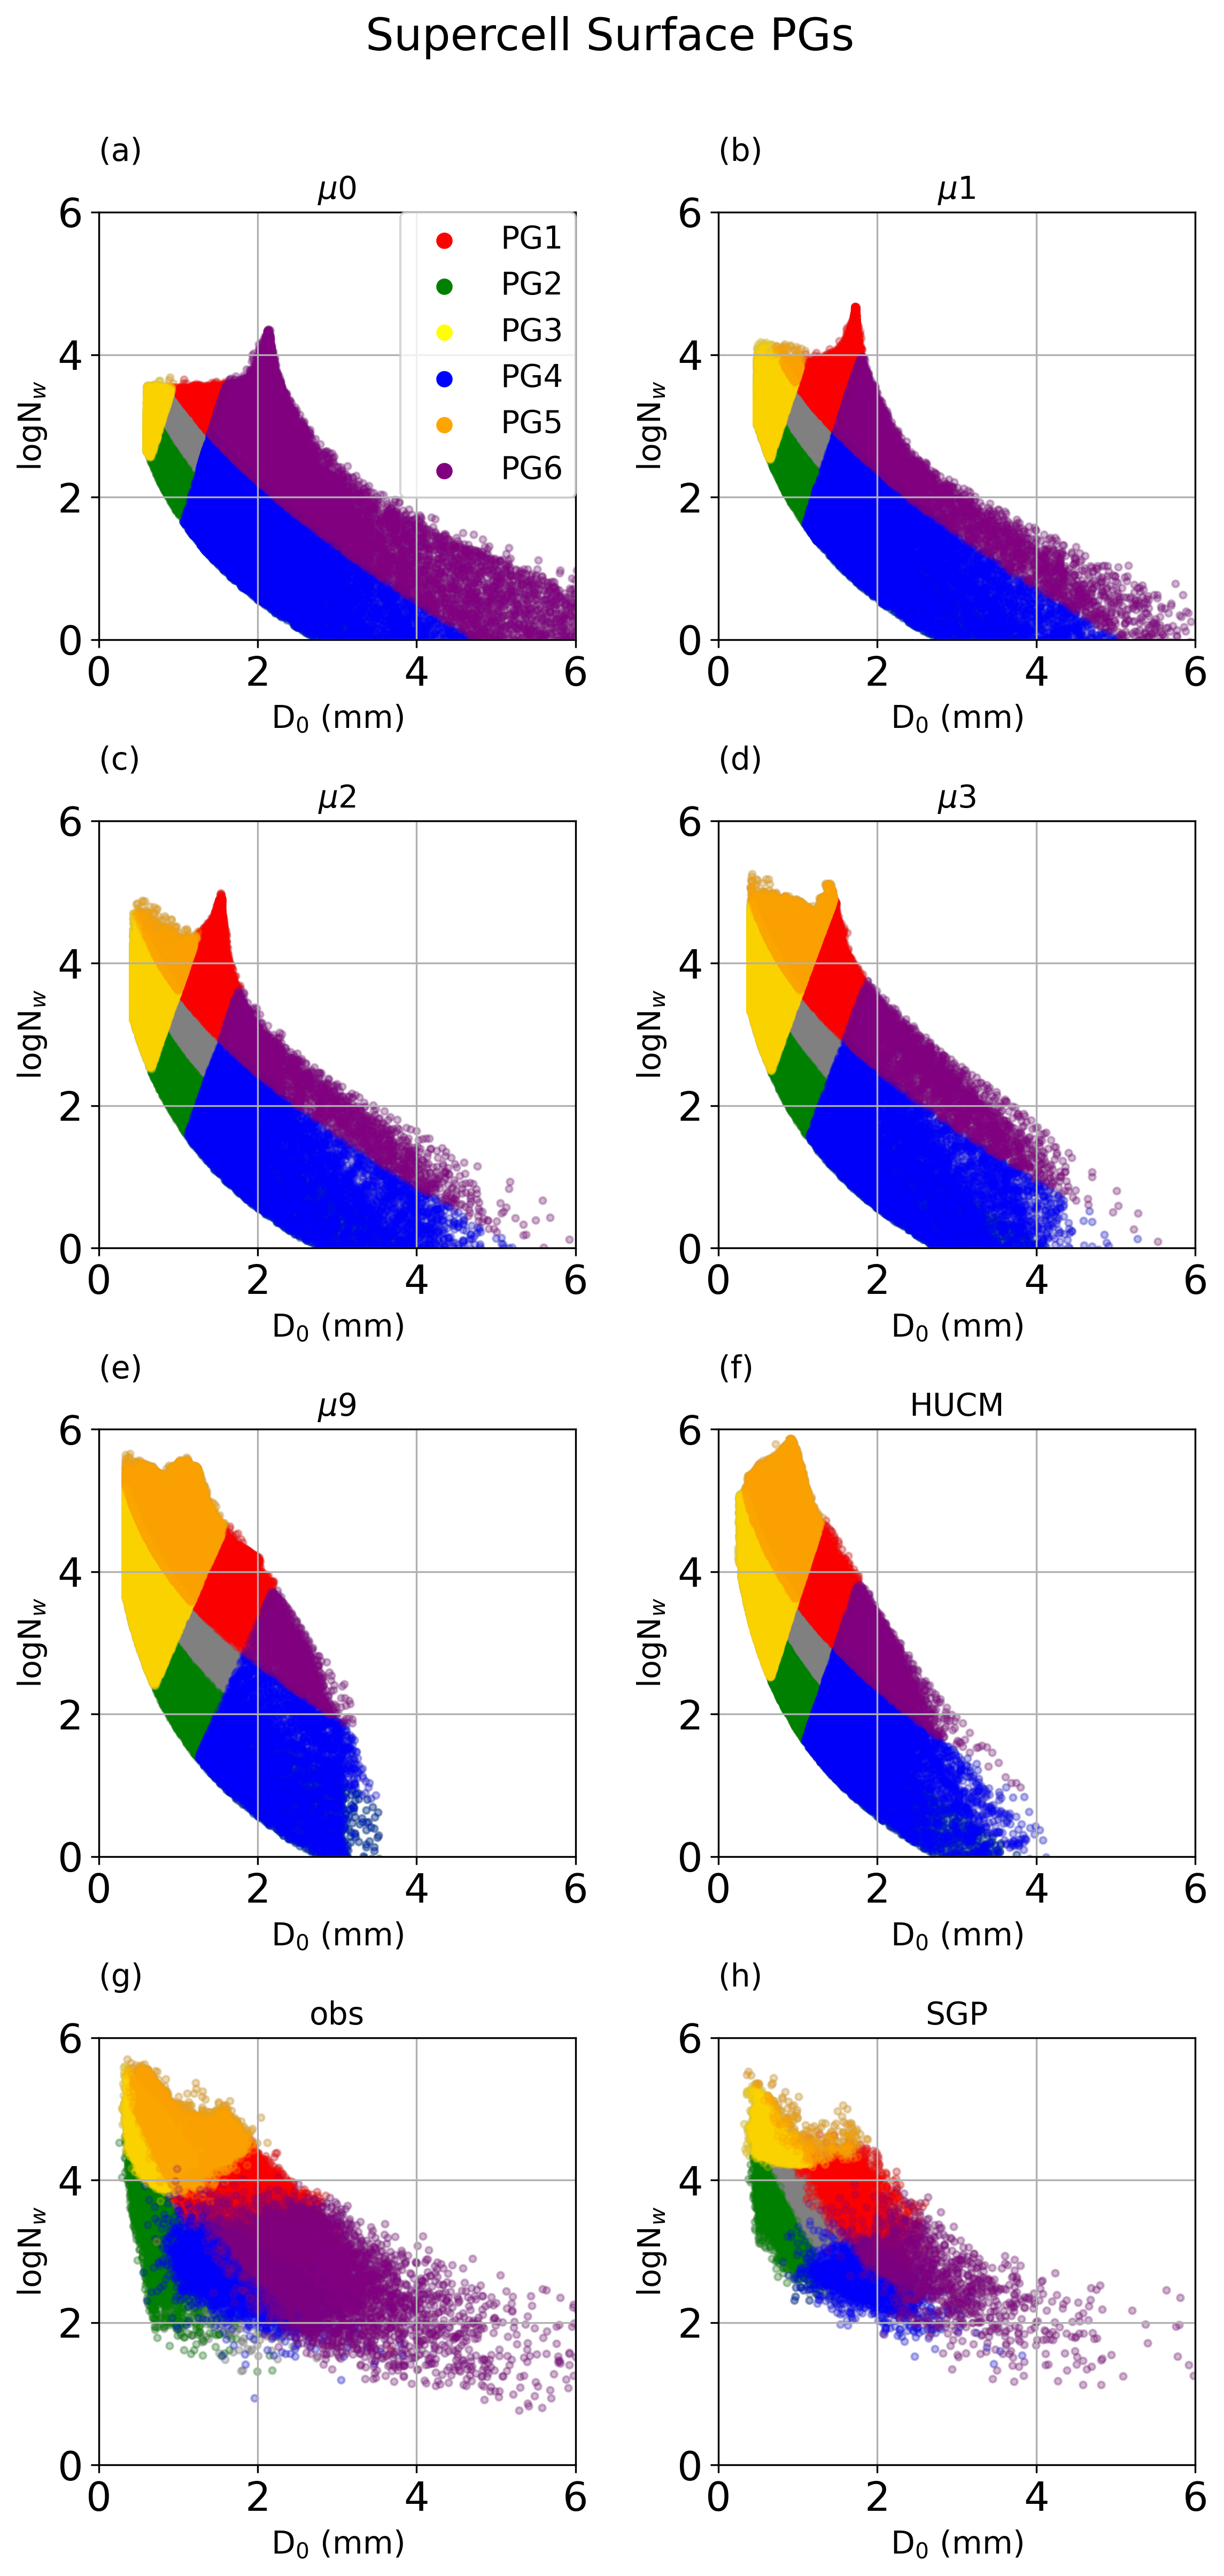 Supercell Surface PGs
(a)
μ0
6
4
2
0
logN_w
0 2 4 6
D_0 (mm)
PG1
PG2
PG3
PG4
PG5
PG6
(b)
μ1
6
4
2
0
logN_w
0 2 4 6
D_0 (mm)
(c)
μ2
6
4
2
0
logN_w
0 2 4 6
D_0 (mm)
(d)
μ3
6
4
2
0
logN_w
0 2 4 6
D_0 (mm)
(e)
μ9
6
4
2
0
logN_w
0 2 4 6
D_0 (mm)
(f)
HUCM
6
4
2
0
logN_w
0 2 4 6
D_0 (mm)
(g)
obs
6
4
2
0
logN_w
0 2 4 6
D_0 (mm)
(h)
SGP
6
4
2
0
logN_w
0 2 4 6
D_0 (mm)